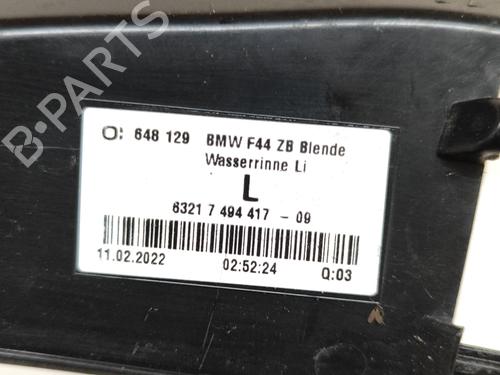 B-PARTS
O: 648 129 BMW F44 ZB Blende
Wasserrinne Li
L
6321 7 494 417 - 09
11.02.2022 02:52:24 Q:03